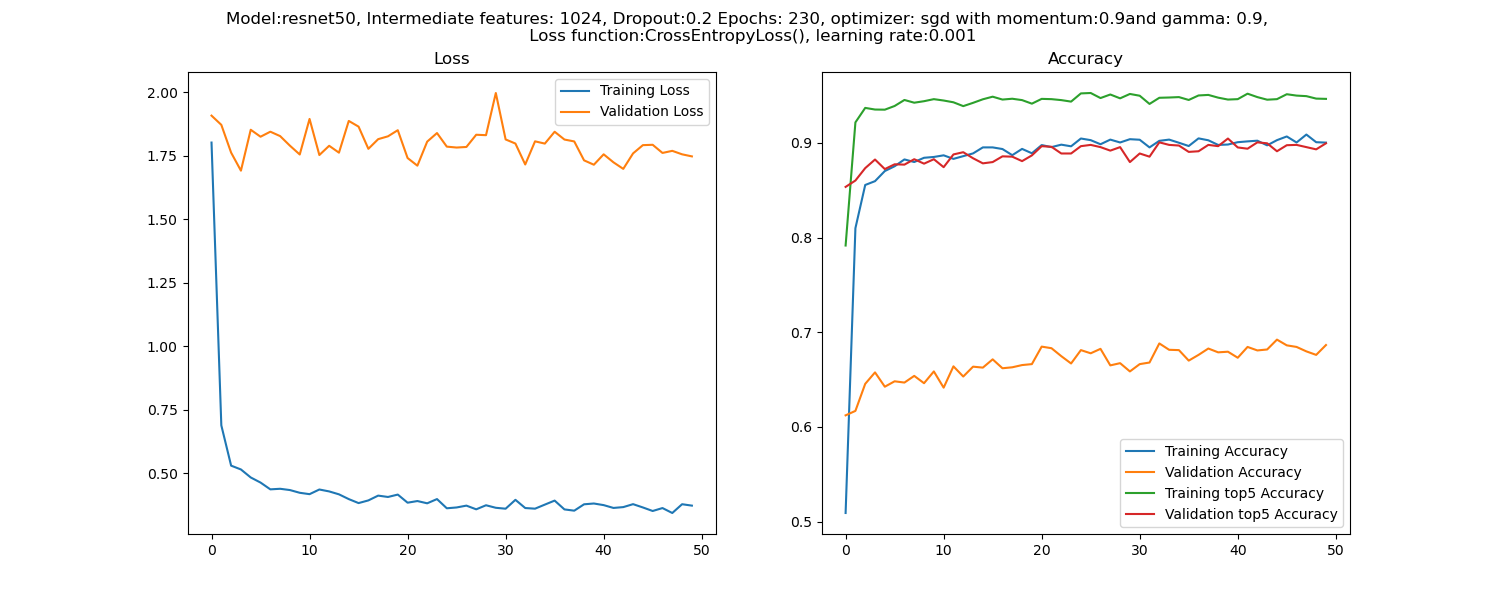 Model:resnet50, Intermediate features: 1024, Dropout:0.2 Epochs: 230, optimizer: sgd with momentum:0.9and gamma: 0.9,
Loss function:CrossEntropyLoss(), learning rate:0.001
Loss
2.00
1.75
1.50
1.25
1.00
0.75
0.50
0 10 20 30 40 50
Training Loss
Validation Loss
Accuracy
0.9
0.8
0.7
0.6
0.5
0 10 20 30 40 50
Training Accuracy
Validation Accuracy
Training top5 Accuracy
Validation top5 Accuracy